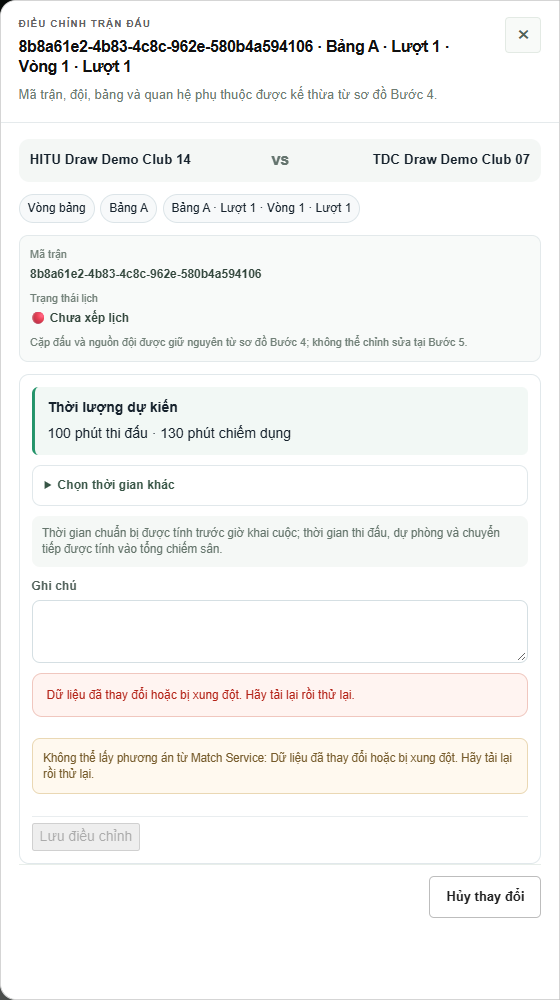 ĐIỀU CHỈNH TRẬN ĐẤU
8b8a61e2-4b83-4c8c-962e-580b4a594106 · Bảng A · Lượt 1 ·
Vòng 1 · Lượt 1
Mã trận, đội, bảng và quan hệ phụ thuộc được kế thừa từ sơ đồ Bước 4.
×
HITU Draw Demo Club 14
vs
TDC Draw Demo Club 07
Vòng bảng
Bảng A
Bảng A · Lượt 1 · Vòng 1 · Lượt 1
Mã trận
8b8a61e2-4b83-4c8c-962e-580b4a594106
Trạng thái lịch
Chưa xếp lịch
Cặp đấu và nguồn đội được giữ nguyên từ sơ đồ Bước 4; không thể chỉnh sửa tại Bước 5.
Thời lượng dự kiến
100 phút thi đấu · 130 phút chiếm dụng
Chọn thời gian khác
Thời gian chuẩn bị được tính trước giờ khai cuộc; thời gian thi đấu, dự phòng và chuyển
tiếp được tính vào tổng chiếm sân.
Ghi chú
Dữ liệu đã thay đổi hoặc bị xung đột. Hãy tải lại rồi thử lại.
Không thể lấy phương án từ Match Service: Dữ liệu đã thay đổi hoặc bị xung đột. Hãy tải lại
rồi thử lại.
Lưu điều chỉnh
Hủy thay đổi